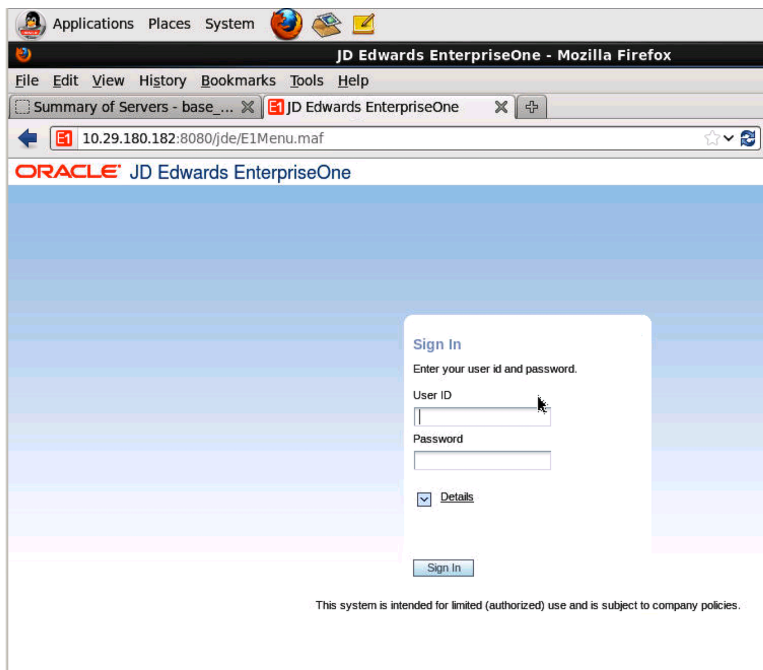 Applications Places System
JD Edwards EnterpriseOne - Mozilla Firefox
File Edit View History Bookmarks Tools Help
Summary of Servers - base_... JD Edwards EnterpriseOne
10.29.180.182:8080/jde/E1Menu.maf
ORACLE JD Edwards EnterpriseOne
Sign In
Enter your user id and password.
User ID
Password
Details
Sign In
This system is intended for limited (authorized) use and is subject to company policies.